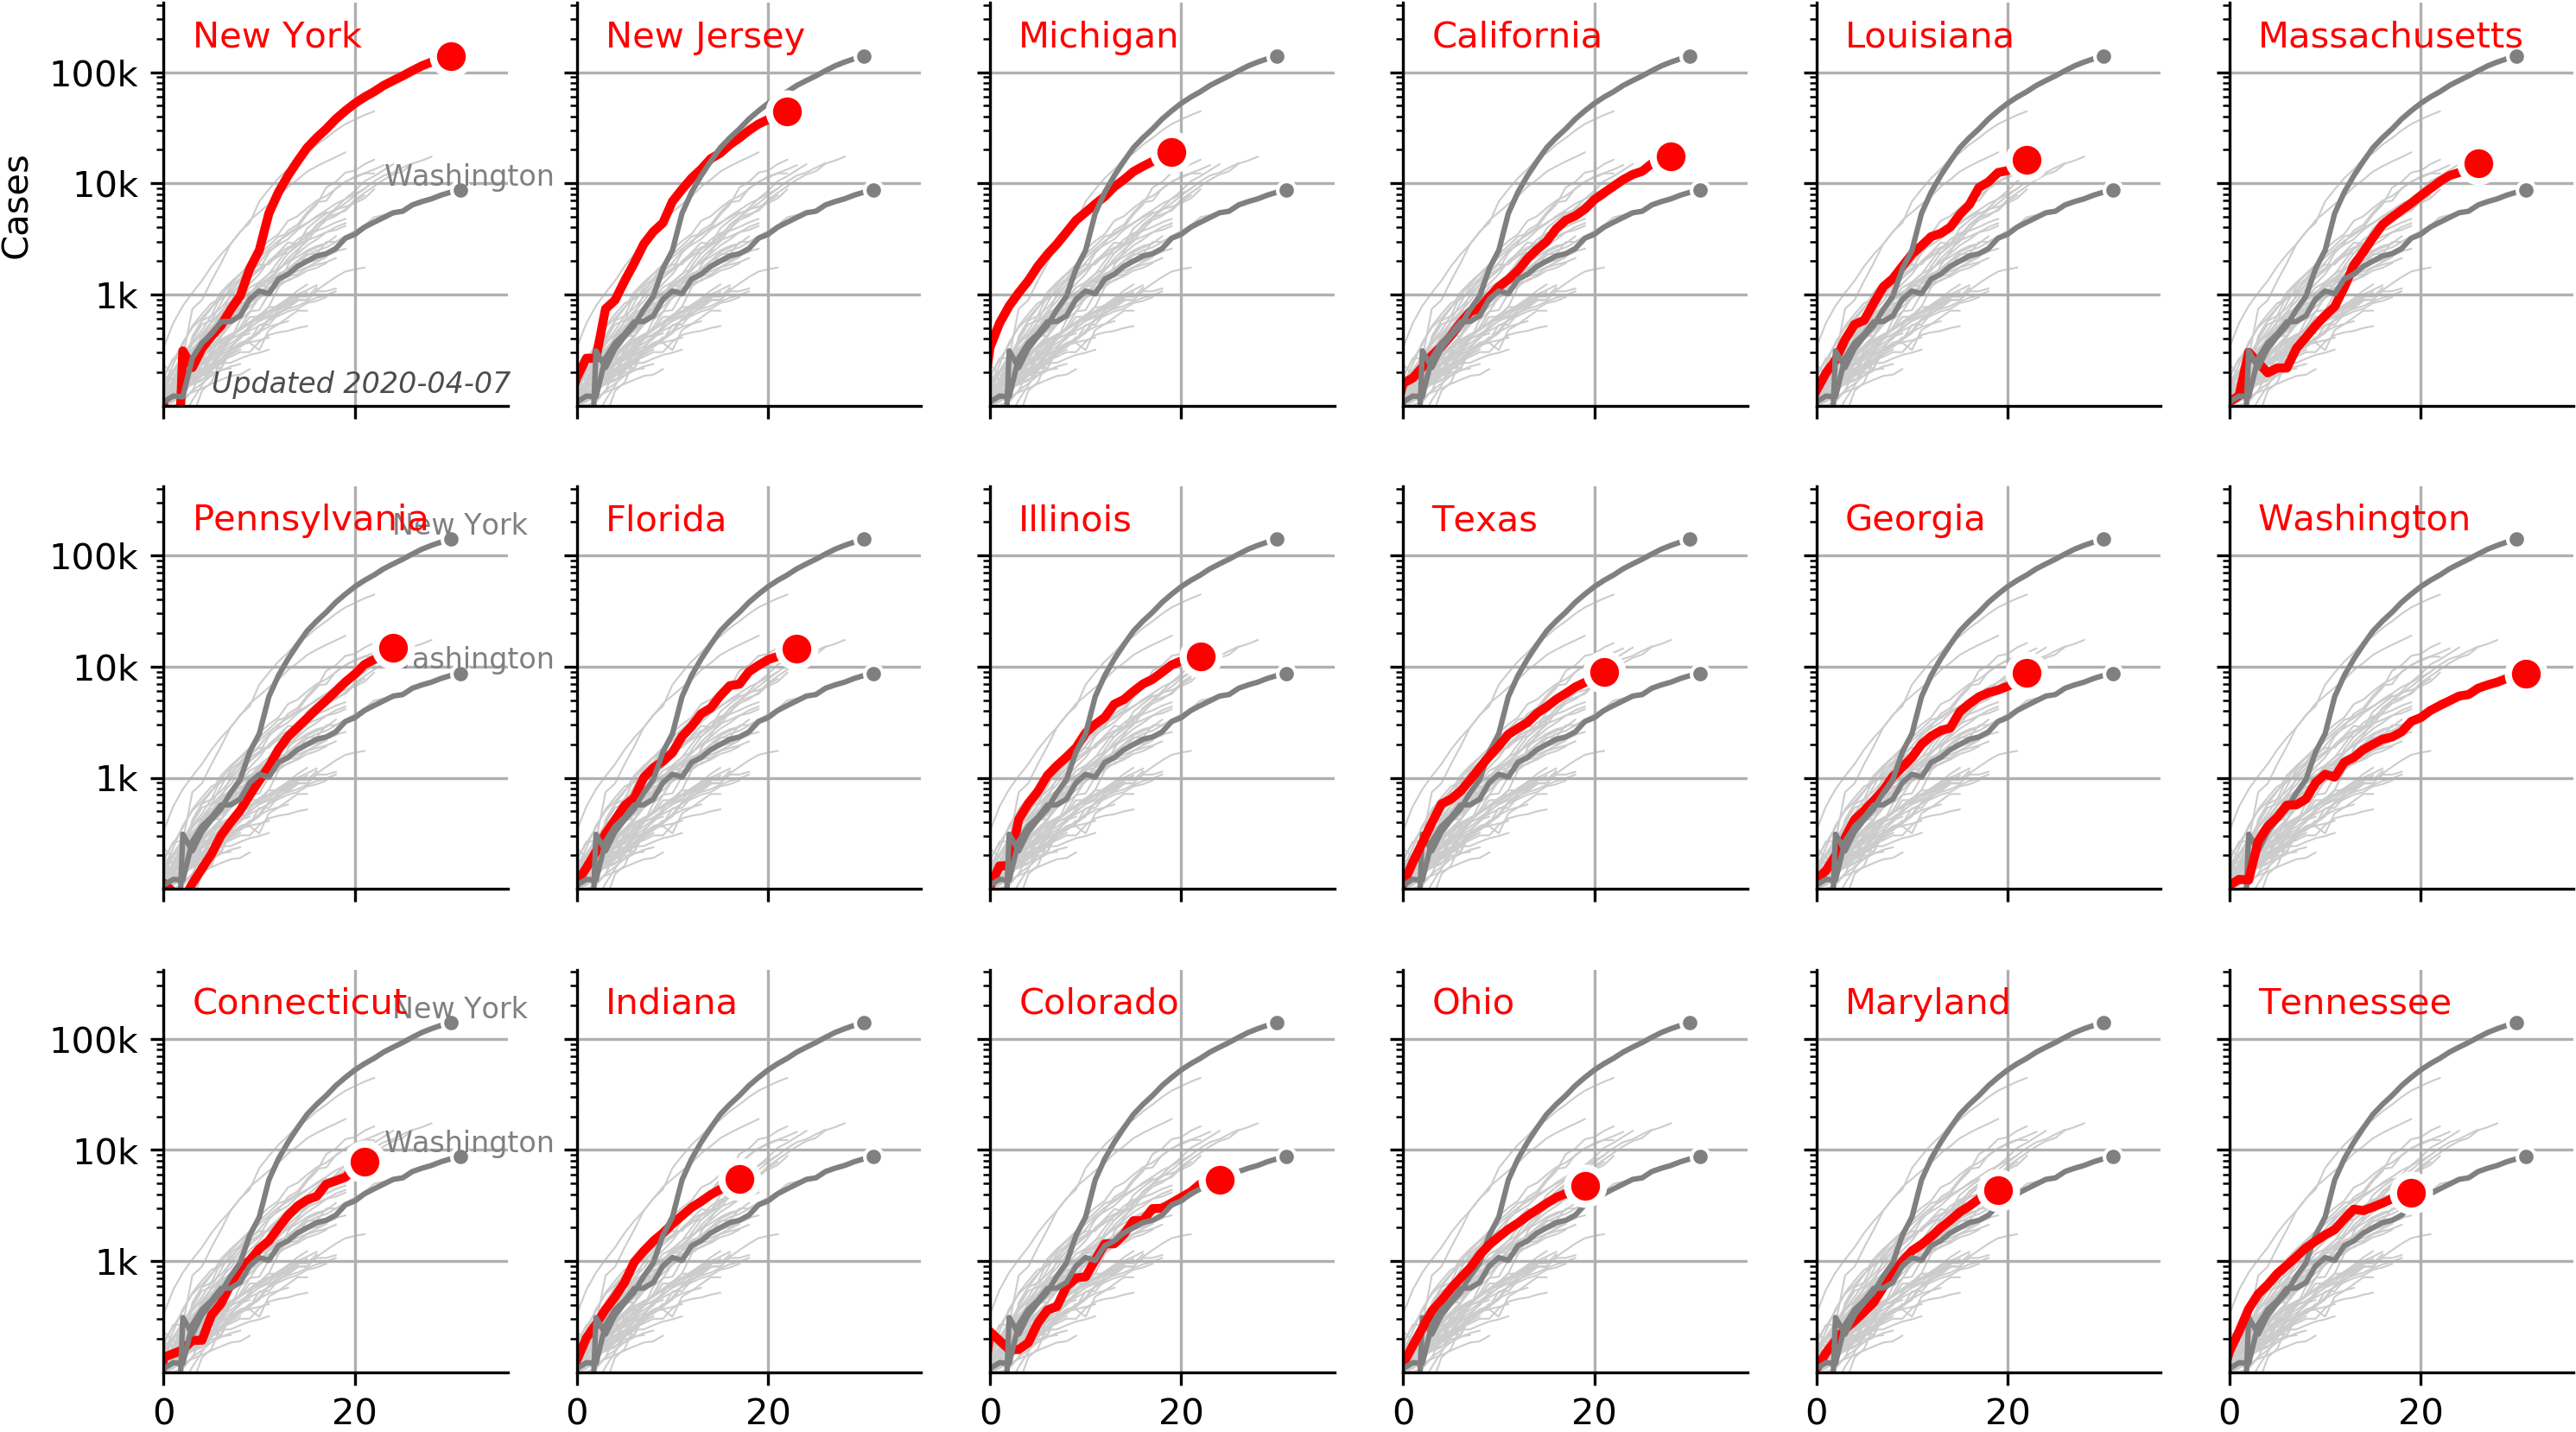 New York
New Jersey
Michigan
California
Louisiana
Massachusetts
100k
10k
1k
Cases
Washington
Updated 2020-04-07
Pennsylvania
New York
Florida
Illinois
Texas
Georgia
Washington
100k
10k
1k
ashington
Connecticut
New York
Indiana
Colorado
Ohio
Maryland
Tennessee
100k
10k
1k
Washington
0 20
0 20
0 20
0 20
0 20
0 20